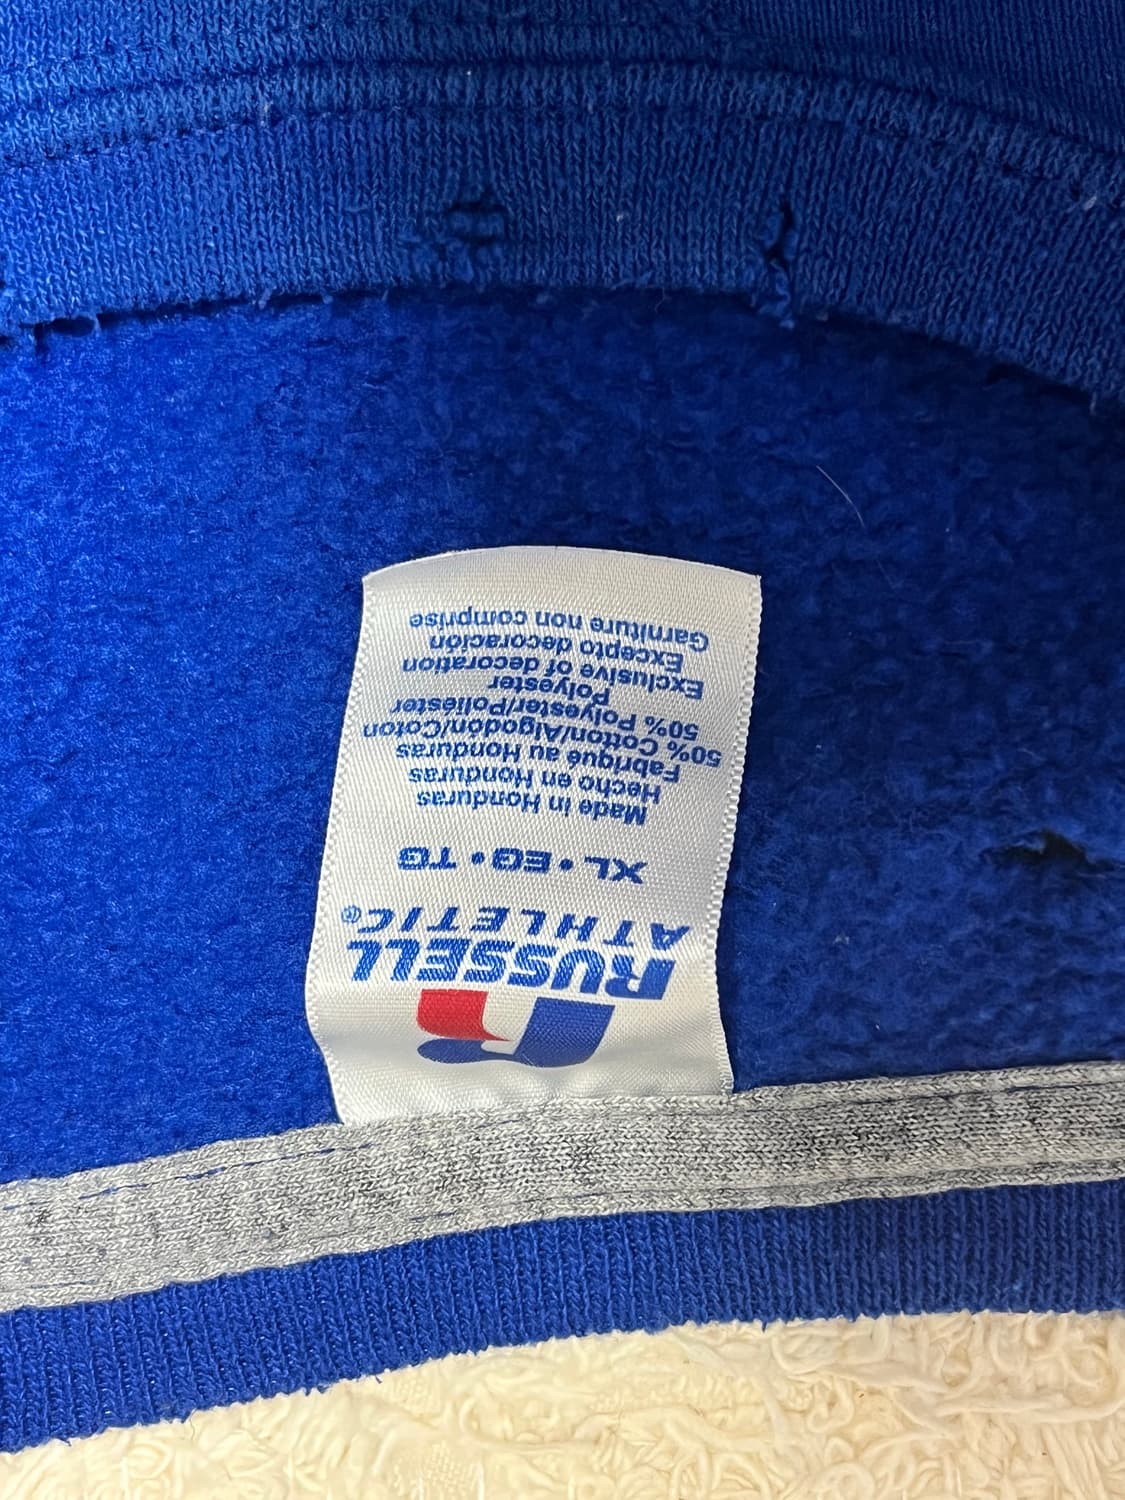 RUSSELL
ATHLETIC®
XL • EG • TG
Made in Honduras
Hecho en Honduras
Fabriqué au Honduras
50% Cotton/Algodón/Coton
50% Polyester/Poliéster/
Polyester
Exclusive of decoration
Excepto decoración
Garniture non comprise